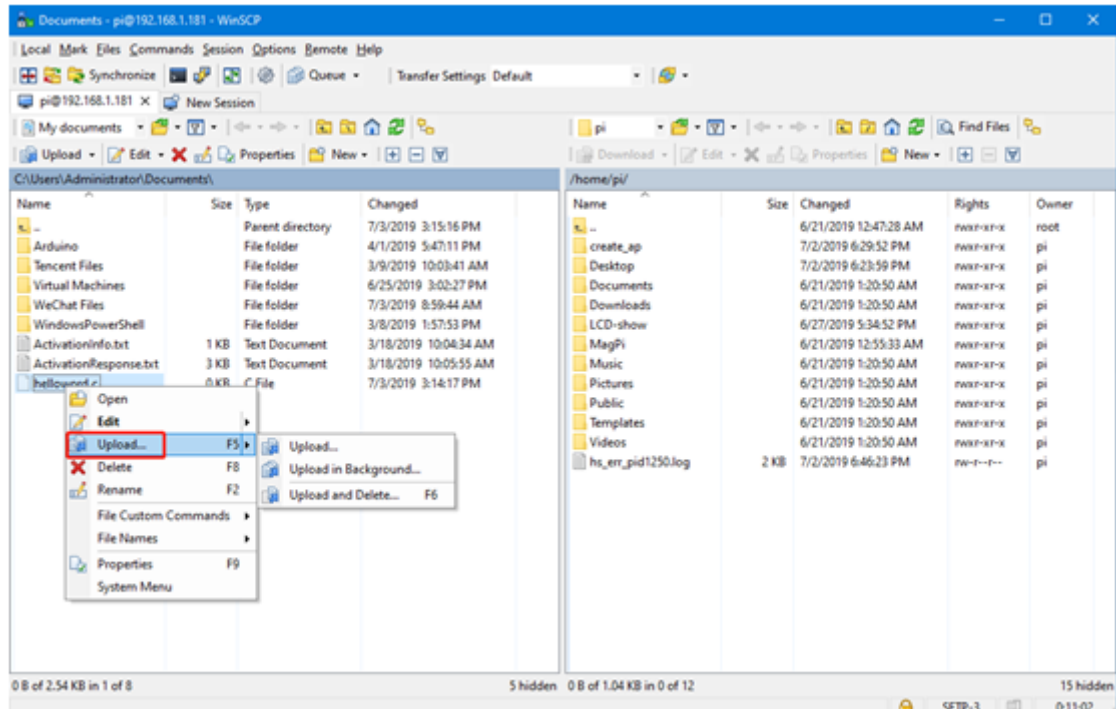 Documents - pi@192.168.1.181 - WinSCP
Local Mark Files Commands Session Options Remote Help
Synchronize Queue Transfer Settings Default
pi@192.168.1.181 New Session
My documents pi Find Files
Upload Edit Properties New Download Edit Properties New
C:\Users\Administrator\Documents\ /home/pi/
Name Size Type Changed Name Size Changed Rights Owner
.. Parent directory 7/3/2019 3:15:16 PM .. 6/21/2019 12:47:28 AM rwxr-xr-x root
Arduino File folder 4/1/2019 5:47:11 PM create_ap 7/2/2019 6:29:52 PM rwxr-xr-x pi
Tencent Files File folder 3/9/2019 10:03:41 AM Desktop 7/2/2019 6:23:59 PM rwxr-xr-x pi
Virtual Machines File folder 6/25/2019 3:02:27 PM Documents 6/21/2019 1:20:50 AM rwxr-xr-x pi
WeChat Files File folder 7/3/2019 8:59:44 AM Downloads 6/21/2019 1:20:50 AM rwxr-xr-x pi
WindowsPowerShell File folder 3/8/2019 1:57:53 PM LCD-show 6/27/2019 5:34:52 PM rwxr-xr-x pi
ActivationInfo.txt 1 KB Text Document 3/18/2019 10:04:34 AM MagPi 6/21/2019 12:55:33 AM rwxr-xr-x pi
ActivationResponse.txt 3 KB Text Document 3/18/2019 10:05:55 AM Music 6/21/2019 1:20:50 AM rwxr-xr-x pi
helloword.c 0 KB C File 7/3/2019 3:14:17 PM Pictures 6/21/2019 1:20:50 AM rwxr-xr-x pi
Open Public 6/21/2019 1:20:50 AM rwxr-xr-x pi
Edit Templates 6/21/2019 1:20:50 AM rwxr-xr-x pi
Upload... F5 Upload... Videos 6/21/2019 1:20:50 AM rwxr-xr-x pi
Delete F8 Upload in Background... hs_err_pid1250.log 2 KB 7/2/2019 6:46:23 PM rw-r--r-- pi
Rename F2 Upload and Delete... F6
File Custom Commands
File Names
Properties F9
System Menu
0 B of 2.54 KB in 1 of 8 5 hidden 0 B of 1.04 KB in 0 of 12 15 hidden
SFTP-3 0:11:02